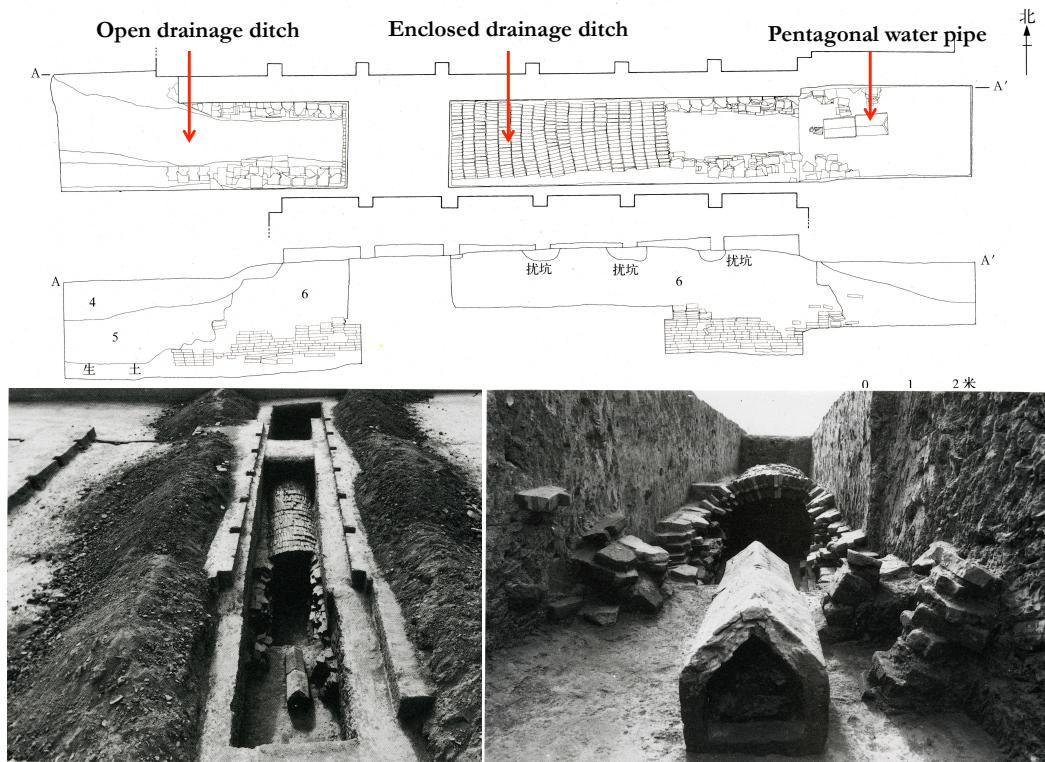 Open drainage ditch
Enclosed drainage ditch
Pentagonal water pipe
北
A
A′
扰坑
扰坑
扰坑
A
A′
4
6
6
5
生 土
0 1 2 米